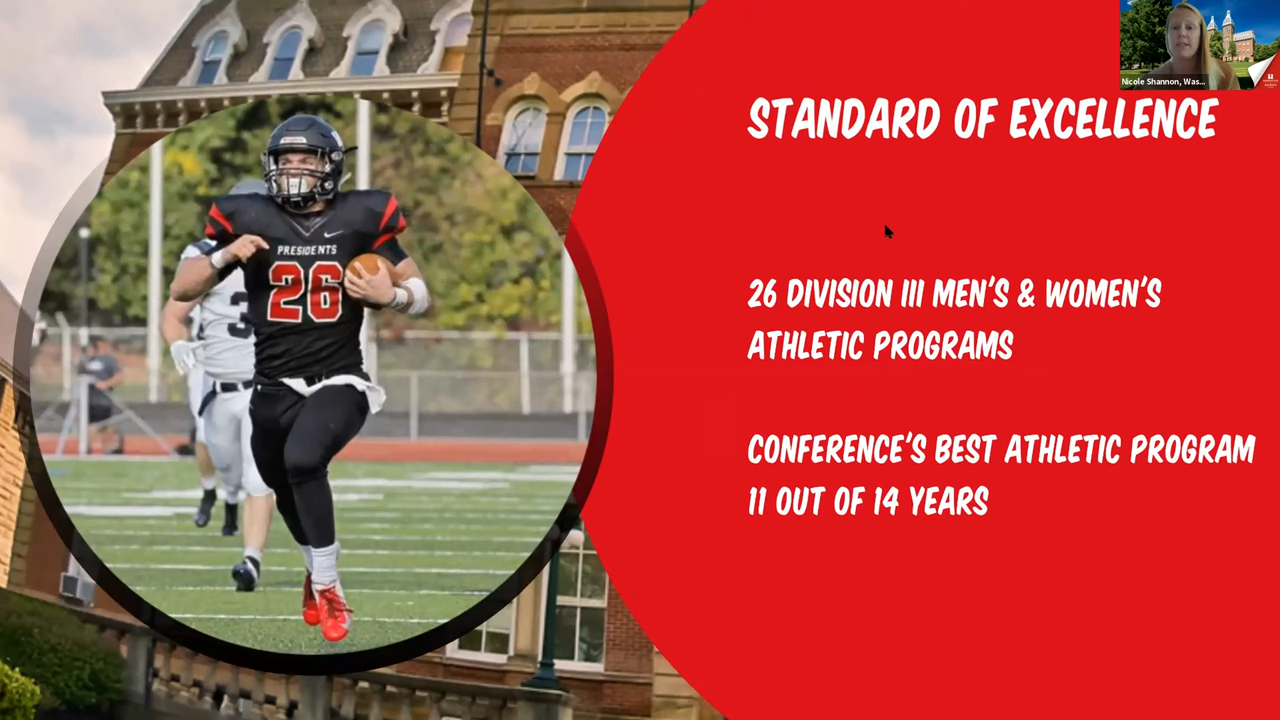 Nicole Shannon, Was...
STANDARD OF EXCELLENCE
PRESIDENTS
26
3
26 DIVISION III MEN'S & WOMEN'S
ATHLETIC PROGRAMS
CONFERENCE'S BEST ATHLETIC PROGRAM
11 OUT OF 14 YEARS